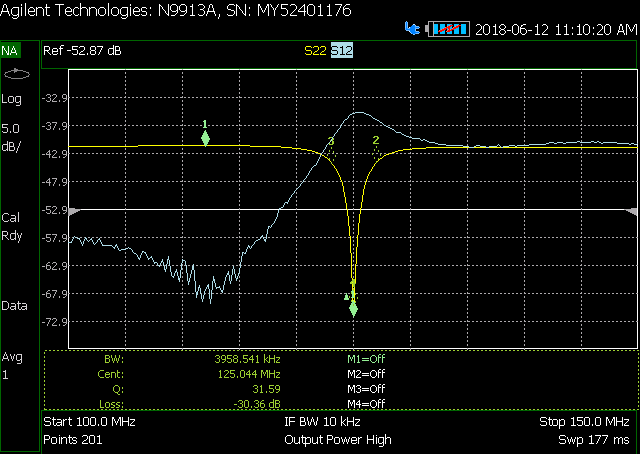 Agilent Technologies: N9913A, SN: MY52401176
2018-06-12 11:10:20 AM
NA Ref -52.87 dB S22 S12
Log
5.0
dB/
Cal
Rdy
Data
Avg
1
-32.9
-37.9
-42.9
-47.9
-52.9
-57.9
-62.9
-67.9
-72.9
1
3
2
BW: 3958.541 kHz M1=Off
Cent: 125.044 MHz M2=Off
Q: 31.59 M3=Off
Loss: -30.36 dB M4=Off
Start 100.0 MHz IF BW 10 kHz Stop 150.0 MHz
Points 201 Output Power High Swp 177 ms